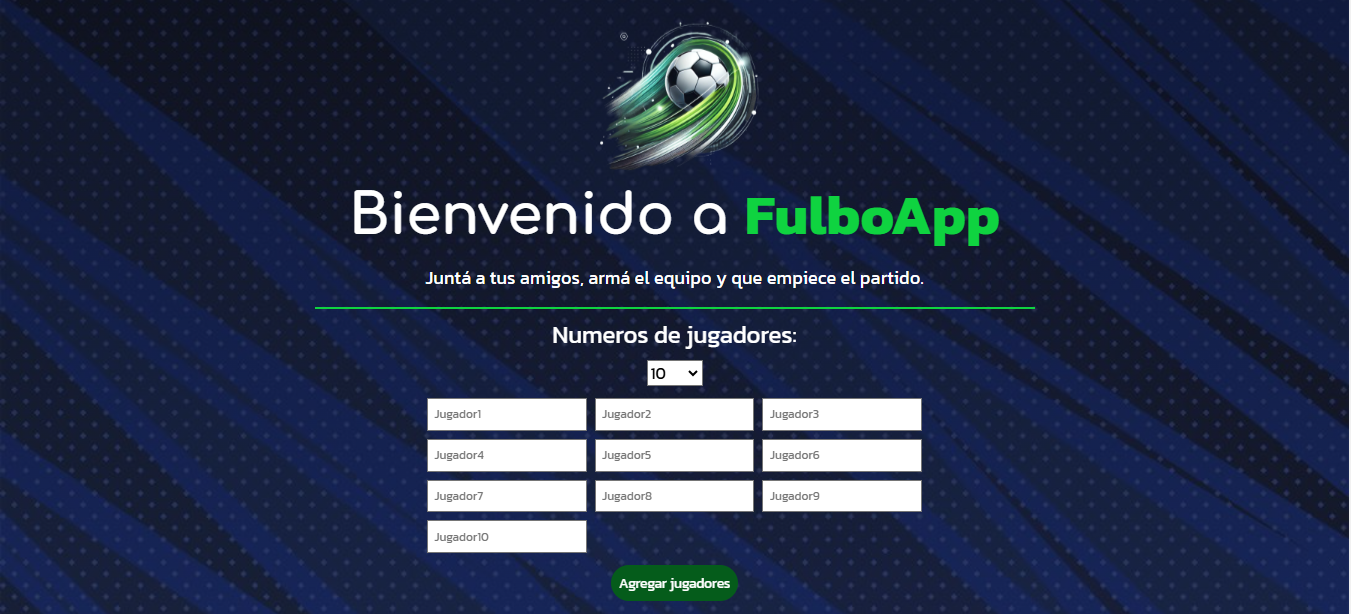 Bienvenido a FulboApp
Juntá a tus amigos, armá el equipo y que empiece el partido.
Numeros de jugadores:
10
Jugador1 Jugador2 Jugador3
Jugador4 Jugador5 Jugador6
Jugador7 Jugador8 Jugador9
Jugador10
Agregar jugadores